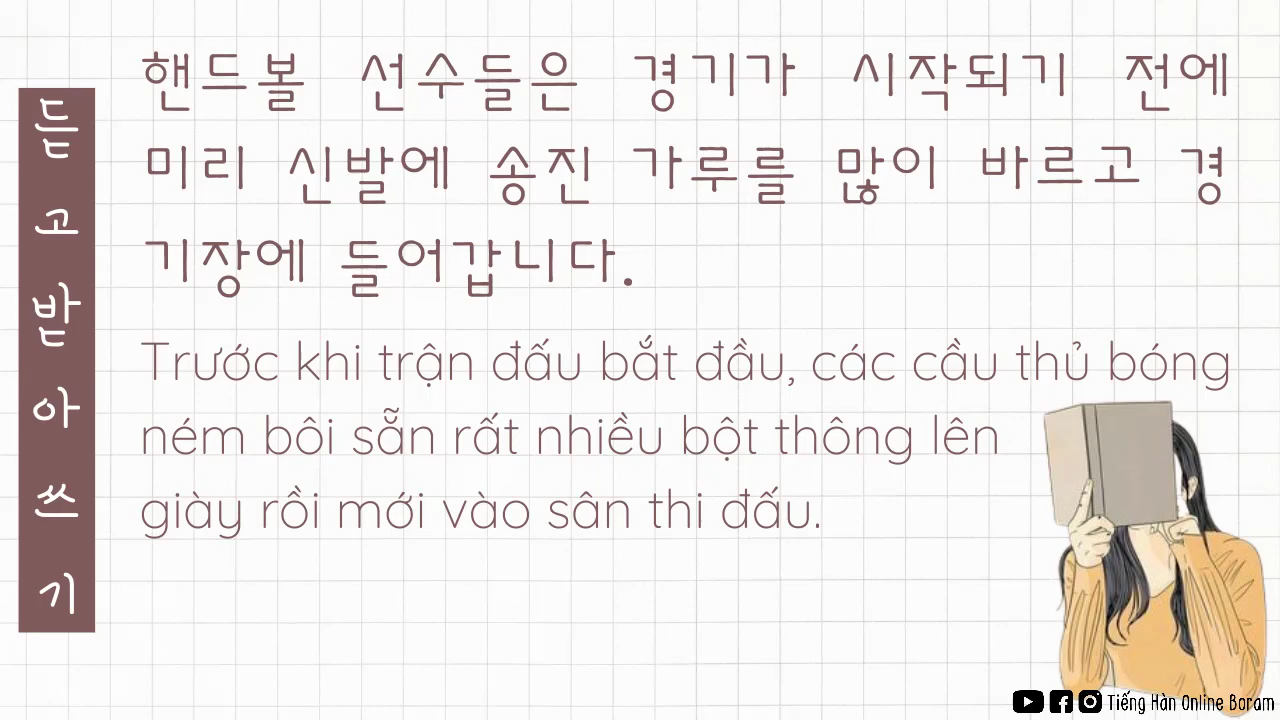 듣고받아쓰기
핸드볼 선수들은 경기가 시작되기 전에
미리 신발에 송진 가루를 많이 바르고 경
기장에 들어갑니다.
Trước khi trận đấu bắt đầu, các cầu thủ bóng
ném bôi sẵn rất nhiều bột thông lên
giày rồi mới vào sân thi đấu.
Tiếng Hàn Online Boram